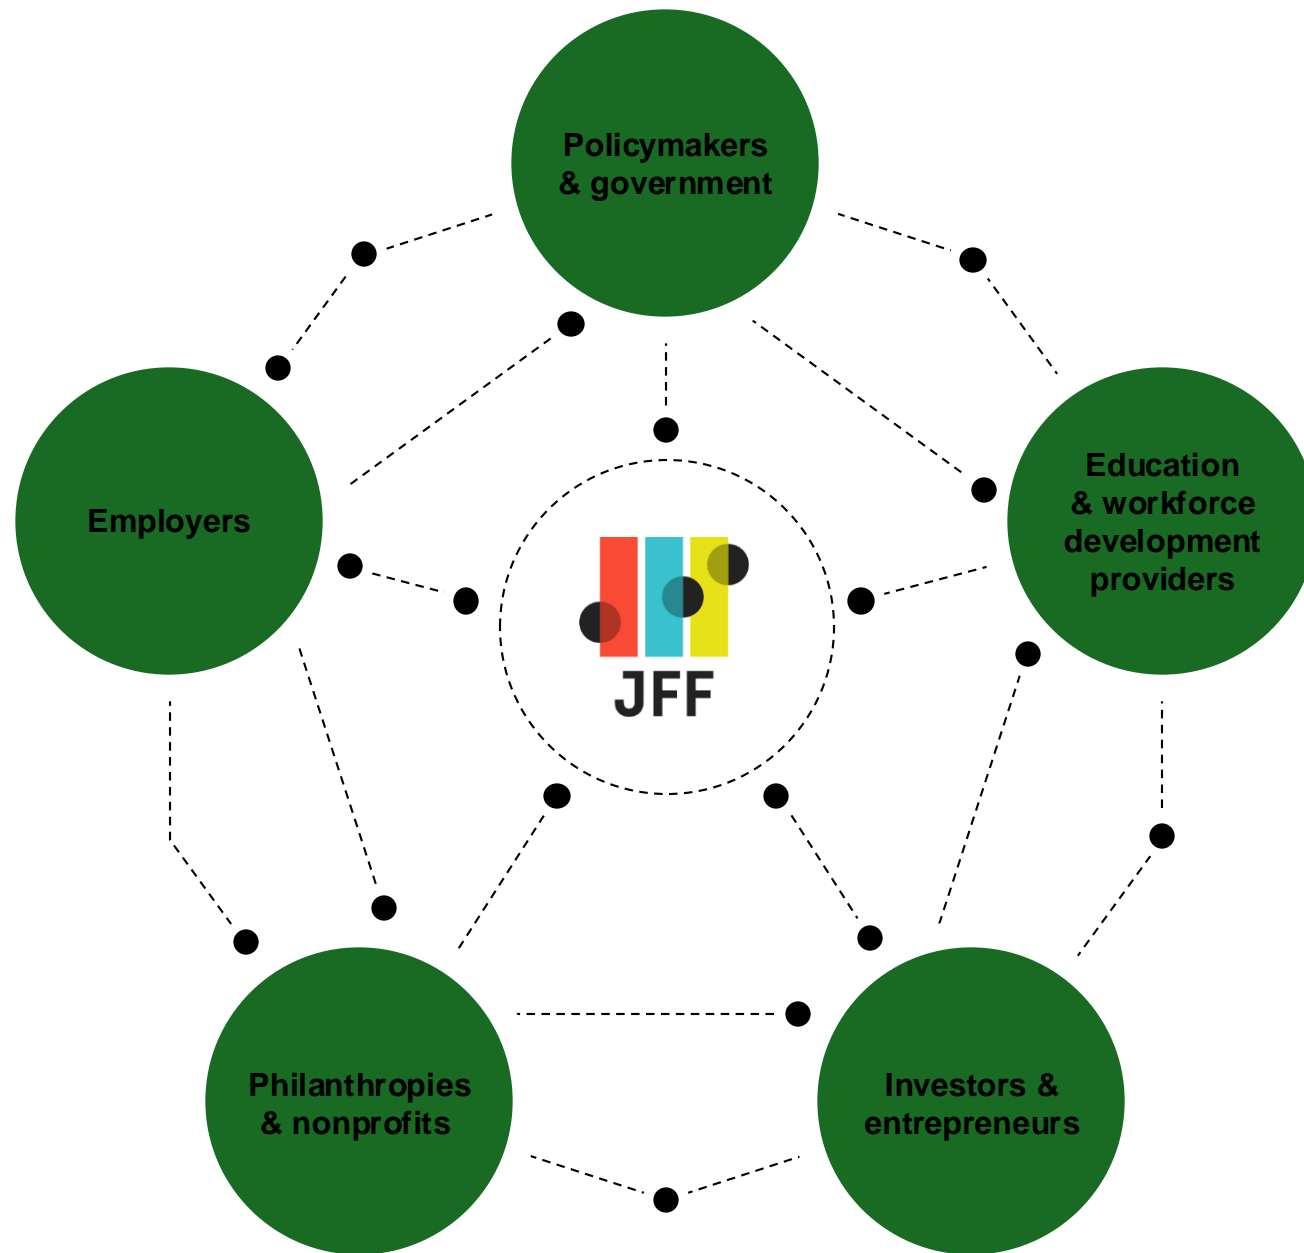 Policymakers
& government
Employers
Education
& workforce
development
providers
JFF
Philanthropies
& nonprofits
Investors &
entrepreneurs